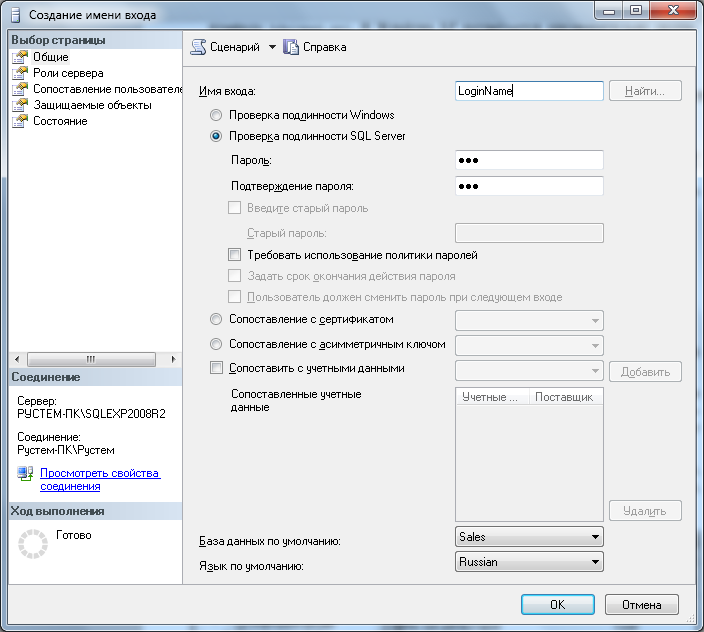 Создание имени входа
Выбор страницы
Общие
Роли сервера
Сопоставление пользователе
Защищаемые объекты
Состояние
Сценарий
Справка
Имя входа:
LoginName
Найти...
Проверка подлинности Windows
Проверка подлинности SQL Server
Пароль:
Подтверждение пароля:
Введите старый пароль
Старый пароль:
Требовать использование политики паролей
Задать срок окончания действия пароля
Пользователь должен сменить пароль при следующем входе
Сопоставление с сертификатом
Сопоставление с асимметричным ключом
Сопоставить с учетными данными
Добавить
Сопоставленные учетные
данные
Учетные ...
Поставщик
Удалить
База данных по умолчанию:
Sales
Язык по умолчанию:
Russian
Соединение
Сервер:
РУСТЕМ-ПК\SQLEXP2008R2
Соединение:
Рустем-ПК\Рустем
Просмотреть свойства
соединения
Ход выполнения
Готово
OK
Отмена